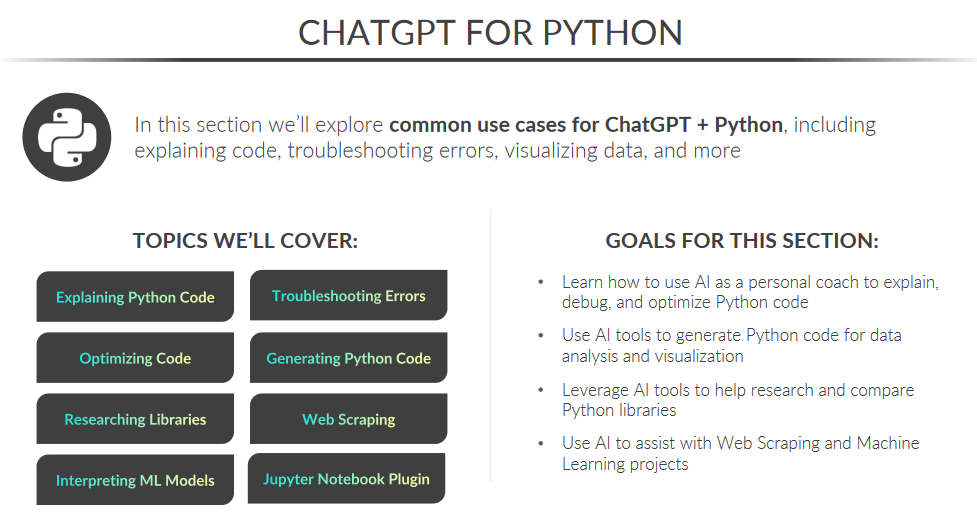 CHATGPT FOR PYTHON
In this section we’ll explore common use cases for ChatGPT + Python, including
explaining code, troubleshooting errors, visualizing data, and more
TOPICS WE’LL COVER:
Explaining Python Code
Troubleshooting Errors
Optimizing Code
Generating Python Code
Researching Libraries
Web Scraping
Interpreting ML Models
Jupyter Notebook Plugin
GOALS FOR THIS SECTION:
• Learn how to use AI as a personal coach to explain,
debug, and optimize Python code
• Use AI tools to generate Python code for data
analysis and visualization
• Leverage AI tools to help research and compare
Python libraries
• Use AI to assist with Web Scraping and Machine
Learning projects